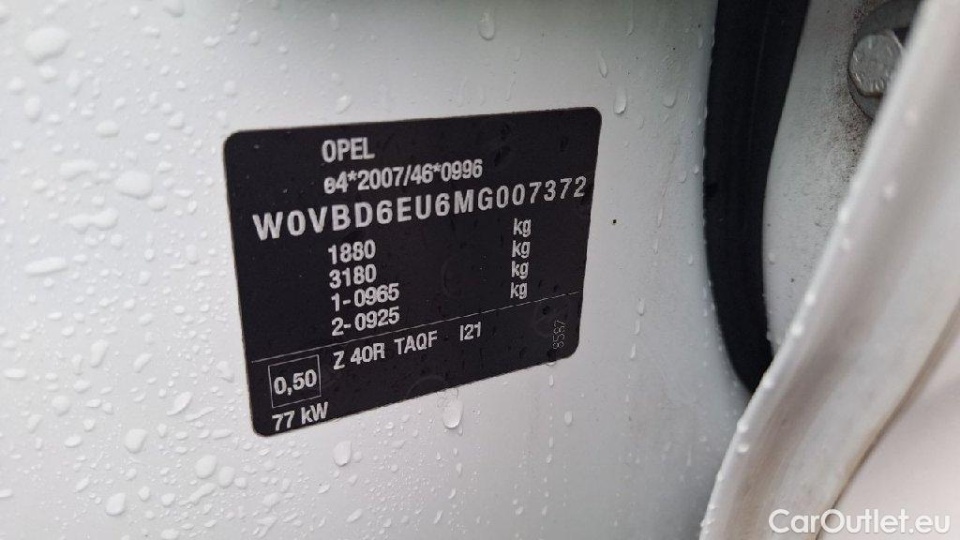 OPEL
e4*2007/46*0996
W0VBD6EU6MG007372
1880 kg
3180 kg
1-0965 kg
2-0925 kg
Z 40R TAQF I21
0,50
77 kW
8587
CarOutlet.eu